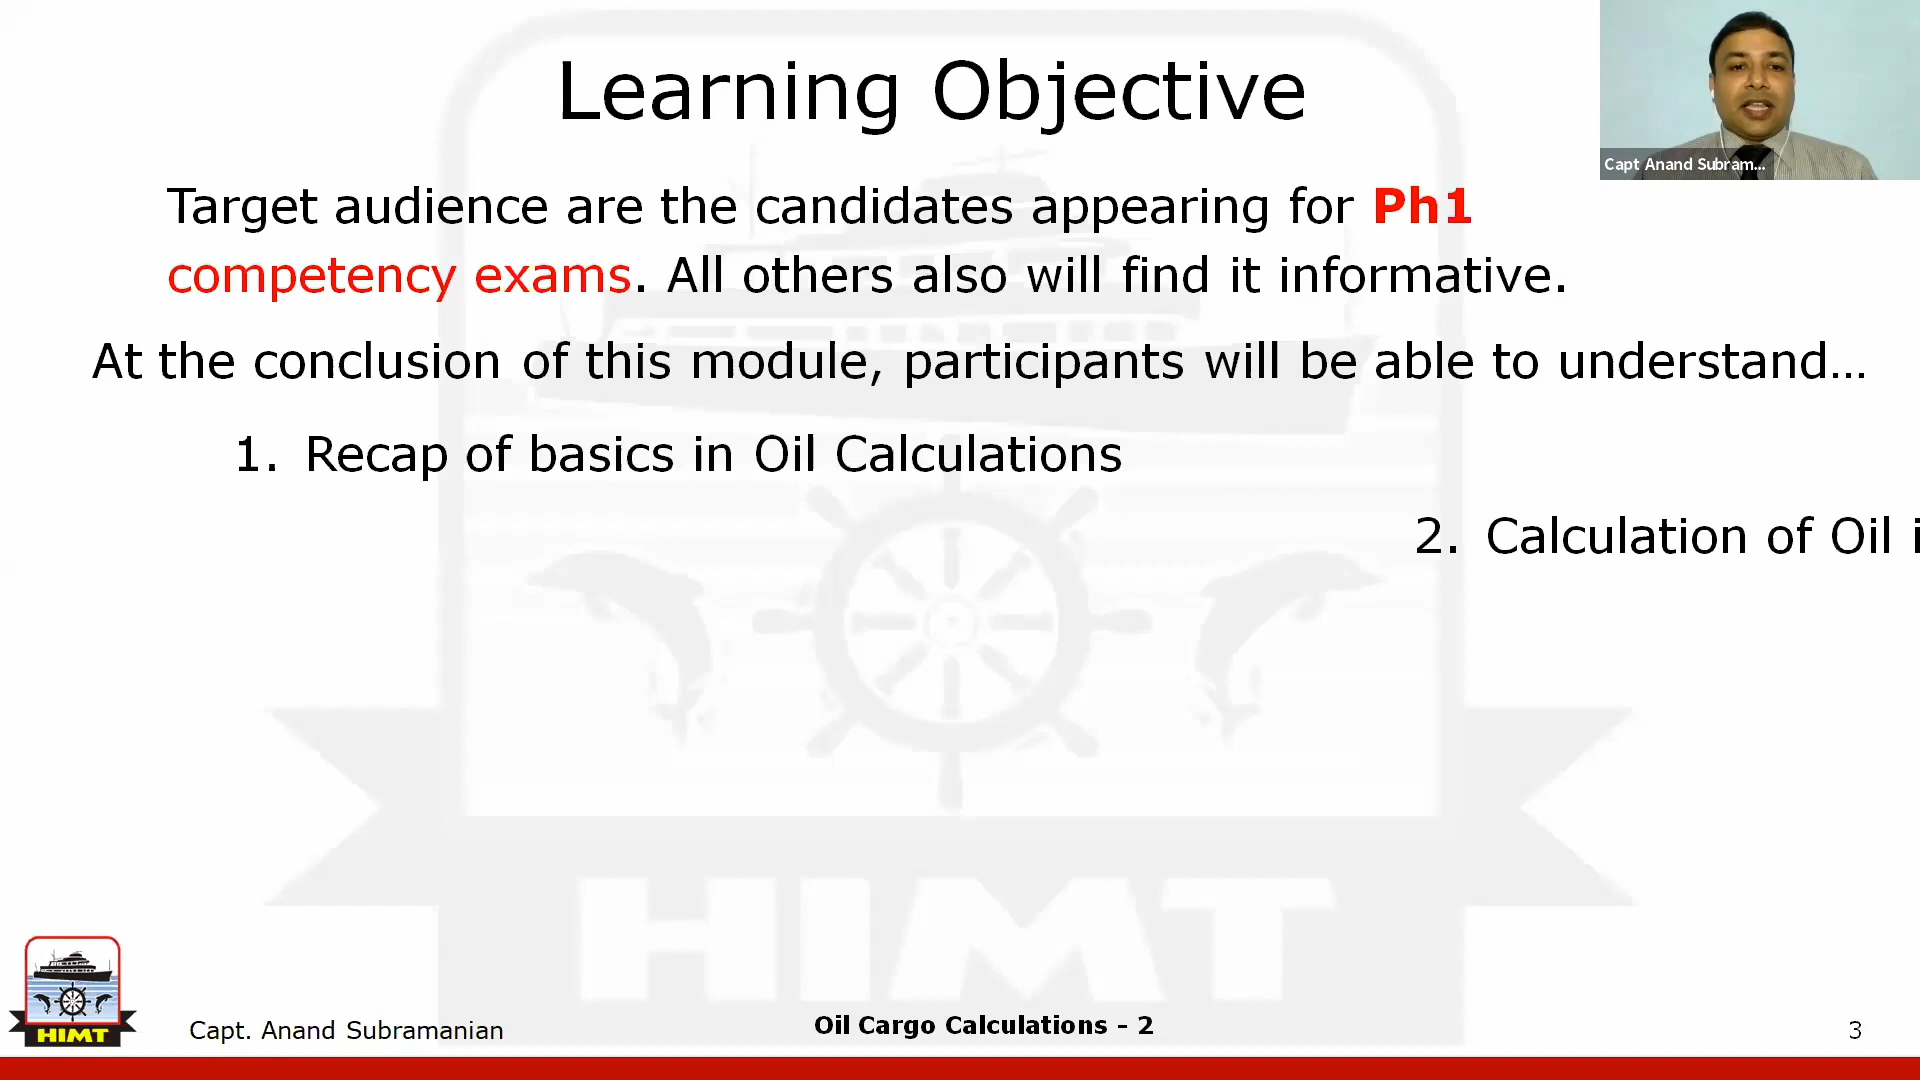 Learning Objective
Capt Anand Subram...
Target audience are the candidates appearing for Ph1
competency exams. All others also will find it informative.
At the conclusion of this module, participants will be able to understand…
1. Recap of basics in Oil Calculations
2. Calculation of Oil i
HIMT
HIMT
Capt. Anand Subramanian
Oil Cargo Calculations - 2
3